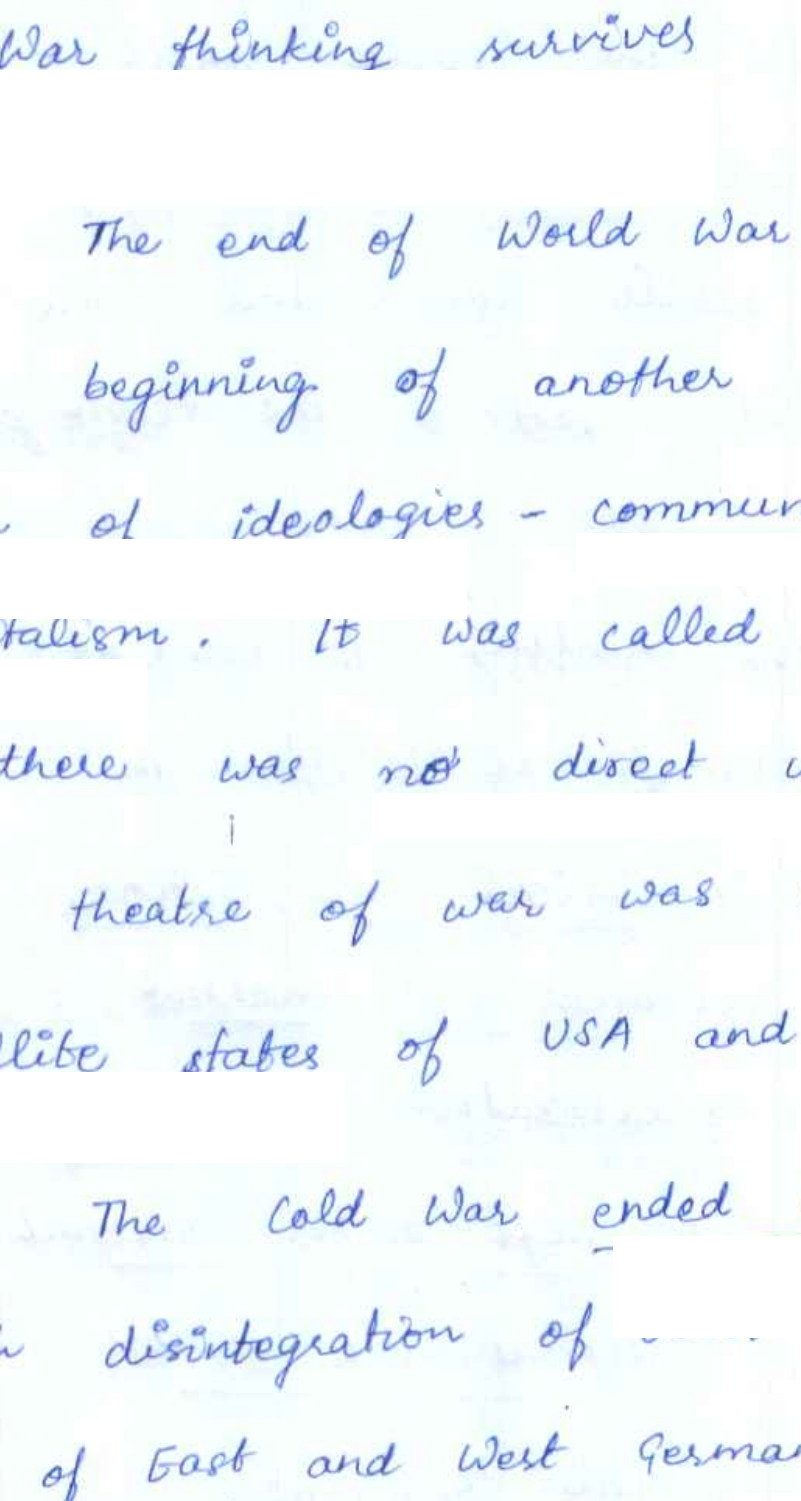 War thinking survives
The end of World War
beginning of another
of ideologies - commun
talism. It was called
there was no direct
theatre of war was
llite states of USA and
The Cold War ended
disintegration of
of East and West German